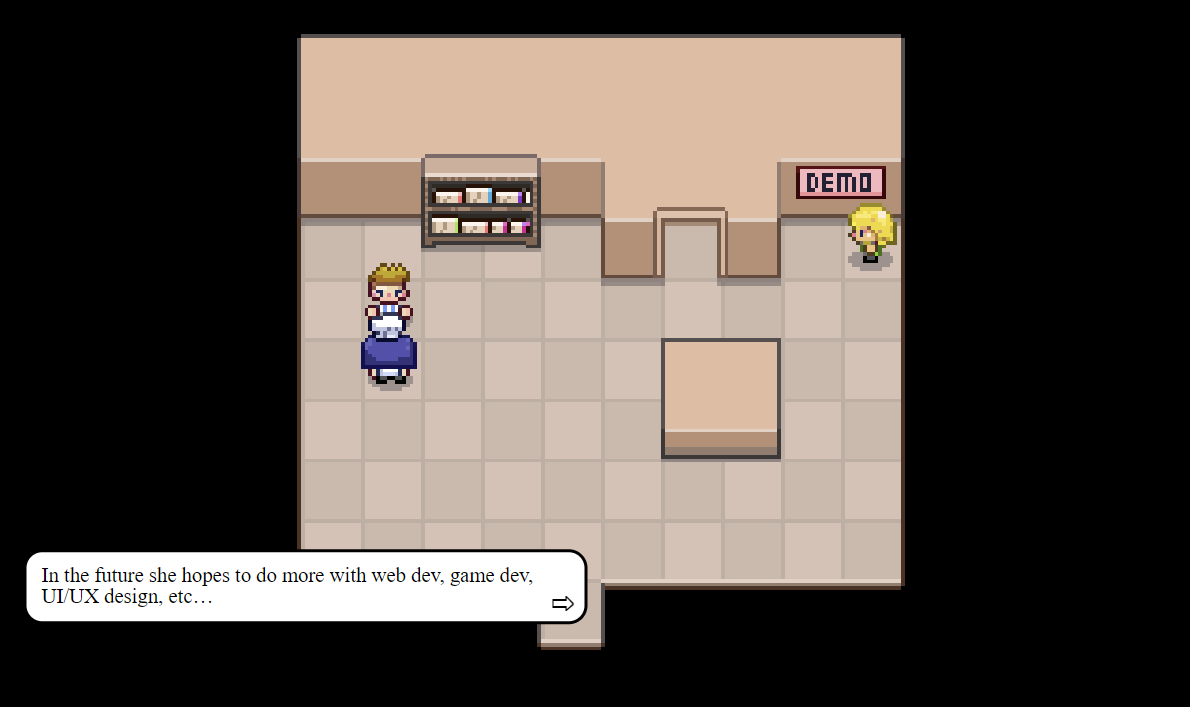 DEMO
In the future she hopes to do more with web dev, game dev,
UI/UX design, etc…